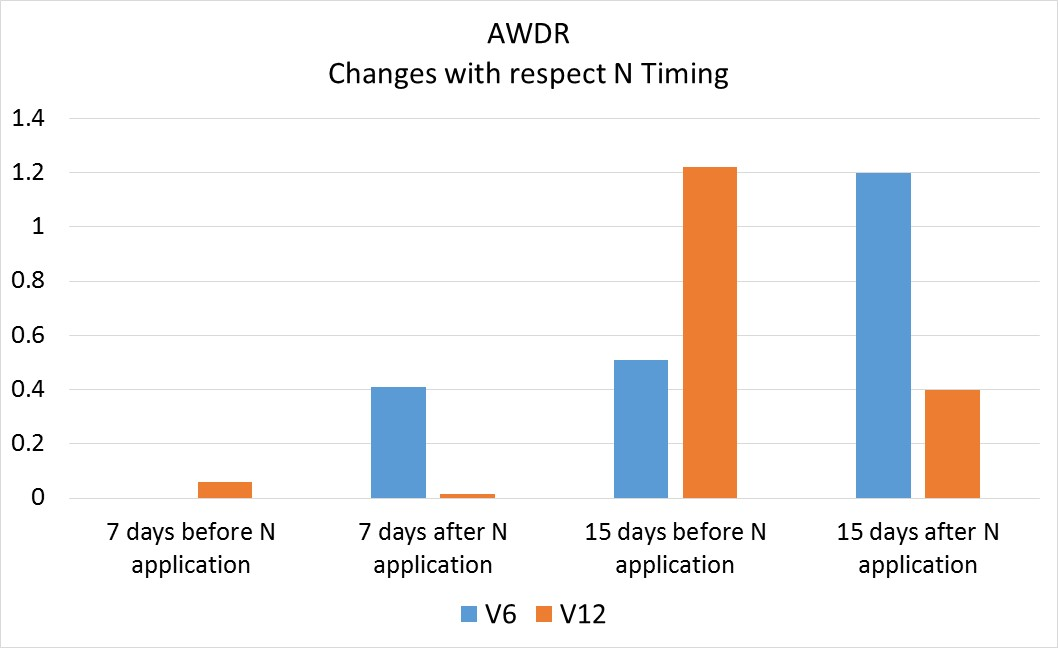 AWDR
Changes with respect N Timing
1.4
1.2
1
0.8
0.6
0.4
0.2
0
7 days before N
application
7 days after N
application
15 days before N
application
15 days after N
application
V6
V12